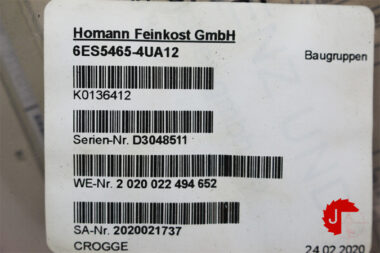 Homann Feinkost GmbH
6ES5465-4UA12
Baugruppen
K0136412
Serien-Nr. D3048511
WE-Nr. 2 020 022 494 652
SA-Nr. 2020021737
CROGGE
24.02.2020